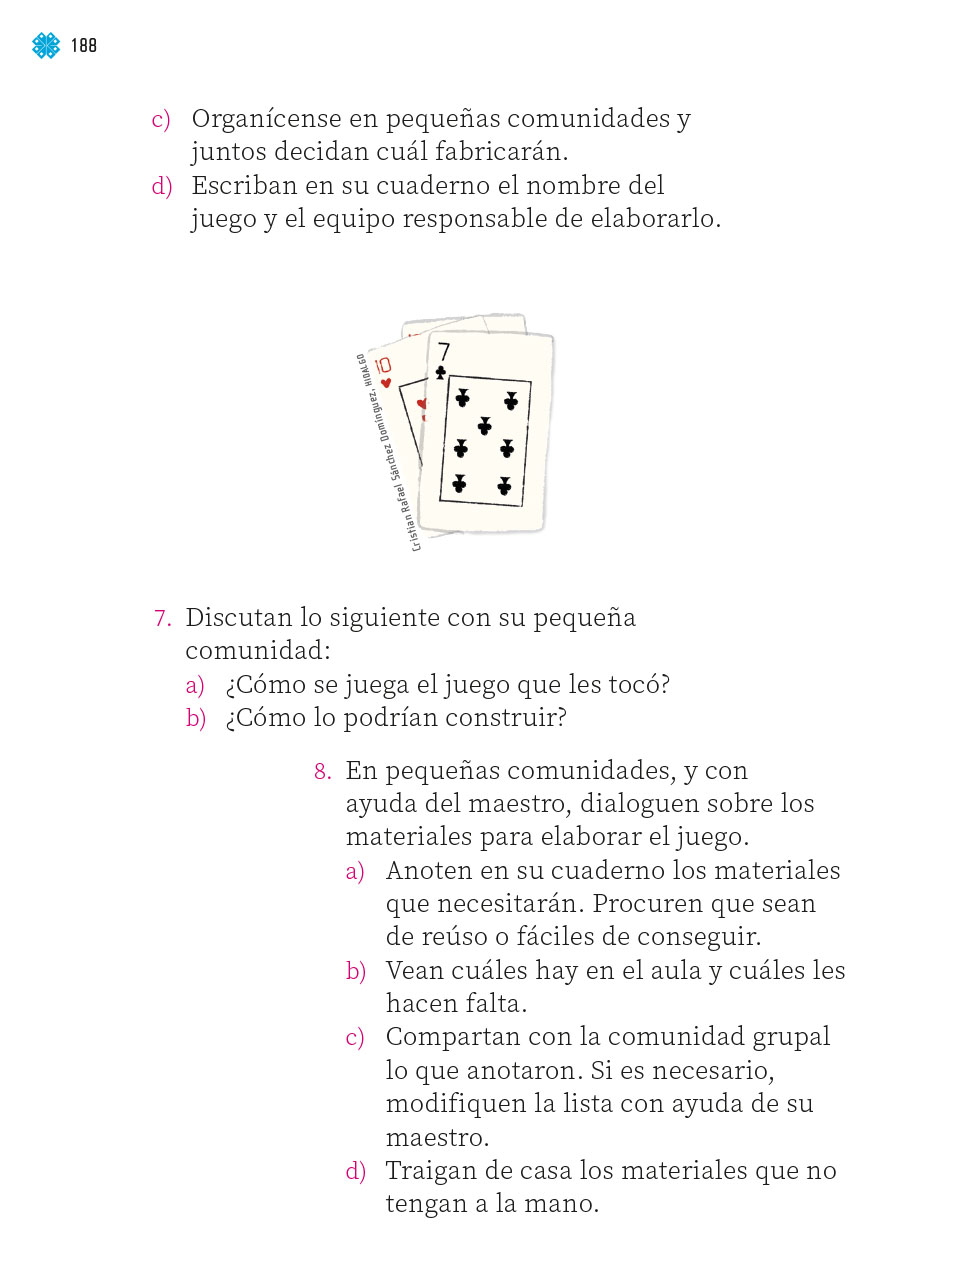 188
c) Organícense en pequeñas comunidades y
juntos decidan cuál fabricarán.
d) Escriban en su cuaderno el nombre del
juego y el equipo responsable de elaborarlo.
10
7
Cristian Rafael Sánchez Domínguez, HIDALGO
7. Discutan lo siguiente con su pequeña
comunidad:
a) ¿Cómo se juega el juego que les tocó?
b) ¿Cómo lo podrían construir?
8. En pequeñas comunidades, y con
ayuda del maestro, dialoguen sobre los
materiales para elaborar el juego.
a) Anoten en su cuaderno los materiales
que necesitarán. Procuren que sean
de reúso o fáciles de conseguir.
b) Vean cuáles hay en el aula y cuáles les
hacen falta.
c) Compartan con la comunidad grupal
lo que anotaron. Si es necesario,
modifiquen la lista con ayuda de su
maestro.
d) Traigan de casa los materiales que no
tengan a la mano.